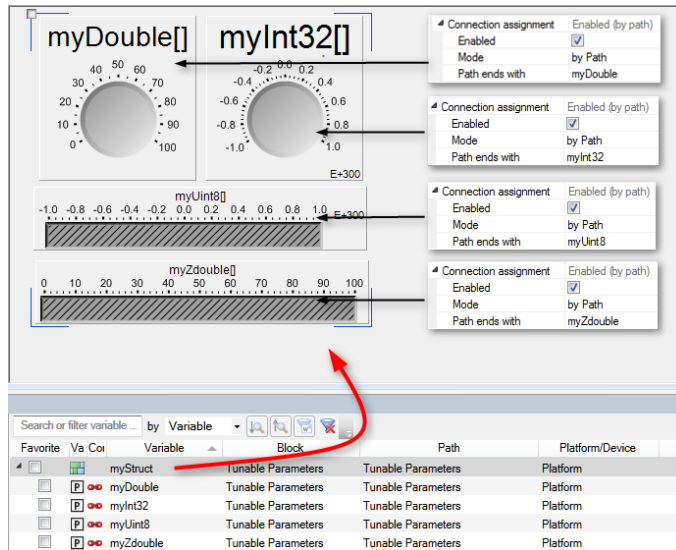 myDouble[]
50
40 60
30 70
20 80
10 90
0 100
myInt32[]
0.0
-0.2 0.2
-0.4 0.4
-0.6 0.6
-0.8 0.8
-1.0 1.0
E+300
myUint8[]
-1.0 -0.8 -0.6 -0.4 -0.2 0.0 0.2 0.4 0.6 0.8 1.0 E+300
myZdouble[]
0 10 20 30 40 50 60 70 80 90 100
Connection assignment Enabled (by path)
Enabled
Mode by Path
Path ends with myDouble
Connection assignment Enabled (by path)
Enabled
Mode by Path
Path ends with myInt32
Connection assignment Enabled (by path)
Enabled
Mode by Path
Path ends with myUint8
Connection assignment Enabled (by path)
Enabled
Mode by Path
Path ends with myZdouble
Search or filter variable ... by Variable
Favorite Va Cor Variable Block Path Platform/Device
myStruct Tunable Parameters Tunable Parameters Platform
P myDouble Tunable Parameters Tunable Parameters Platform
P myInt32 Tunable Parameters Tunable Parameters Platform
P myUint8 Tunable Parameters Tunable Parameters Platform
P myZdouble Tunable Parameters Tunable Parameters Platform